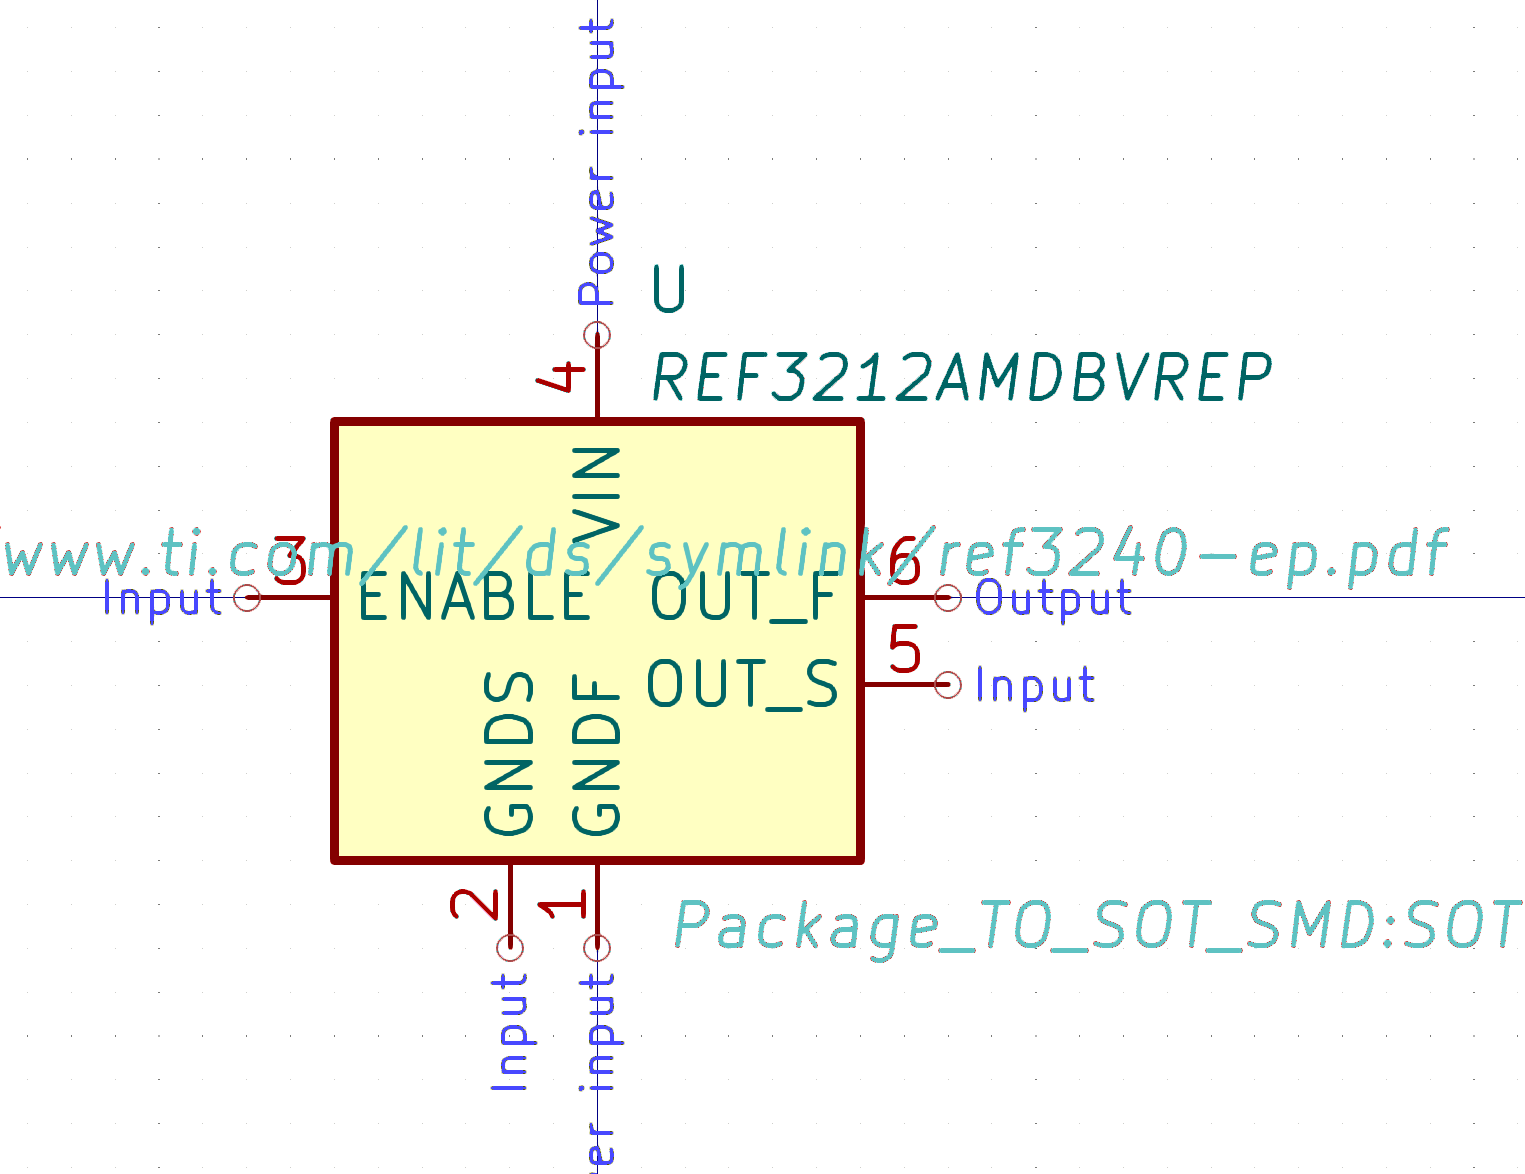 Power input
U
4
REF3212AMDBVREP
VIN
www.ti.com/lit/ds/symlink/ref3240-ep.pdf
3
6
Input
ENABLE
OUT_F
Output
5
OUT_S
Input
GNDS
GNDF
2
1
Package_TO_SOT_SMD:SOT
Input
er input